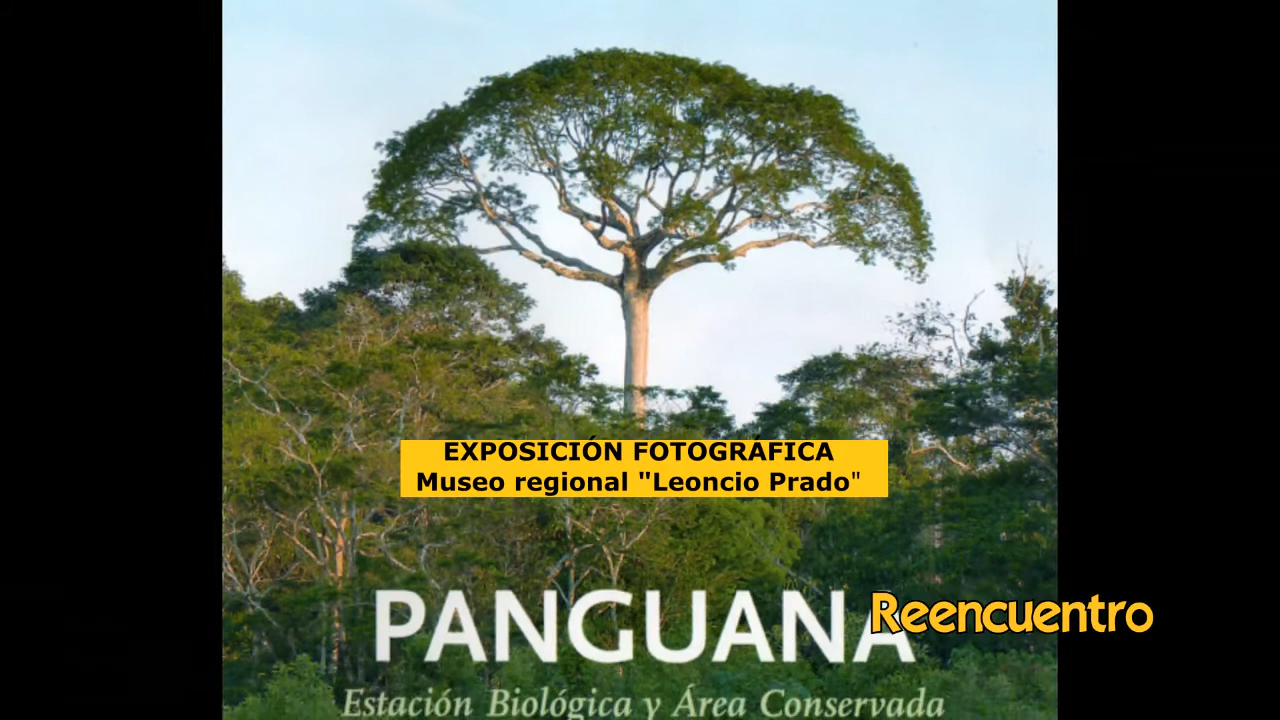 EXPOSICIÓN FOTOGRÁFICA
Museo regional "Leoncio Prado"
PANGUANA
Reencuentro
Estación Biológica y Área Conservada